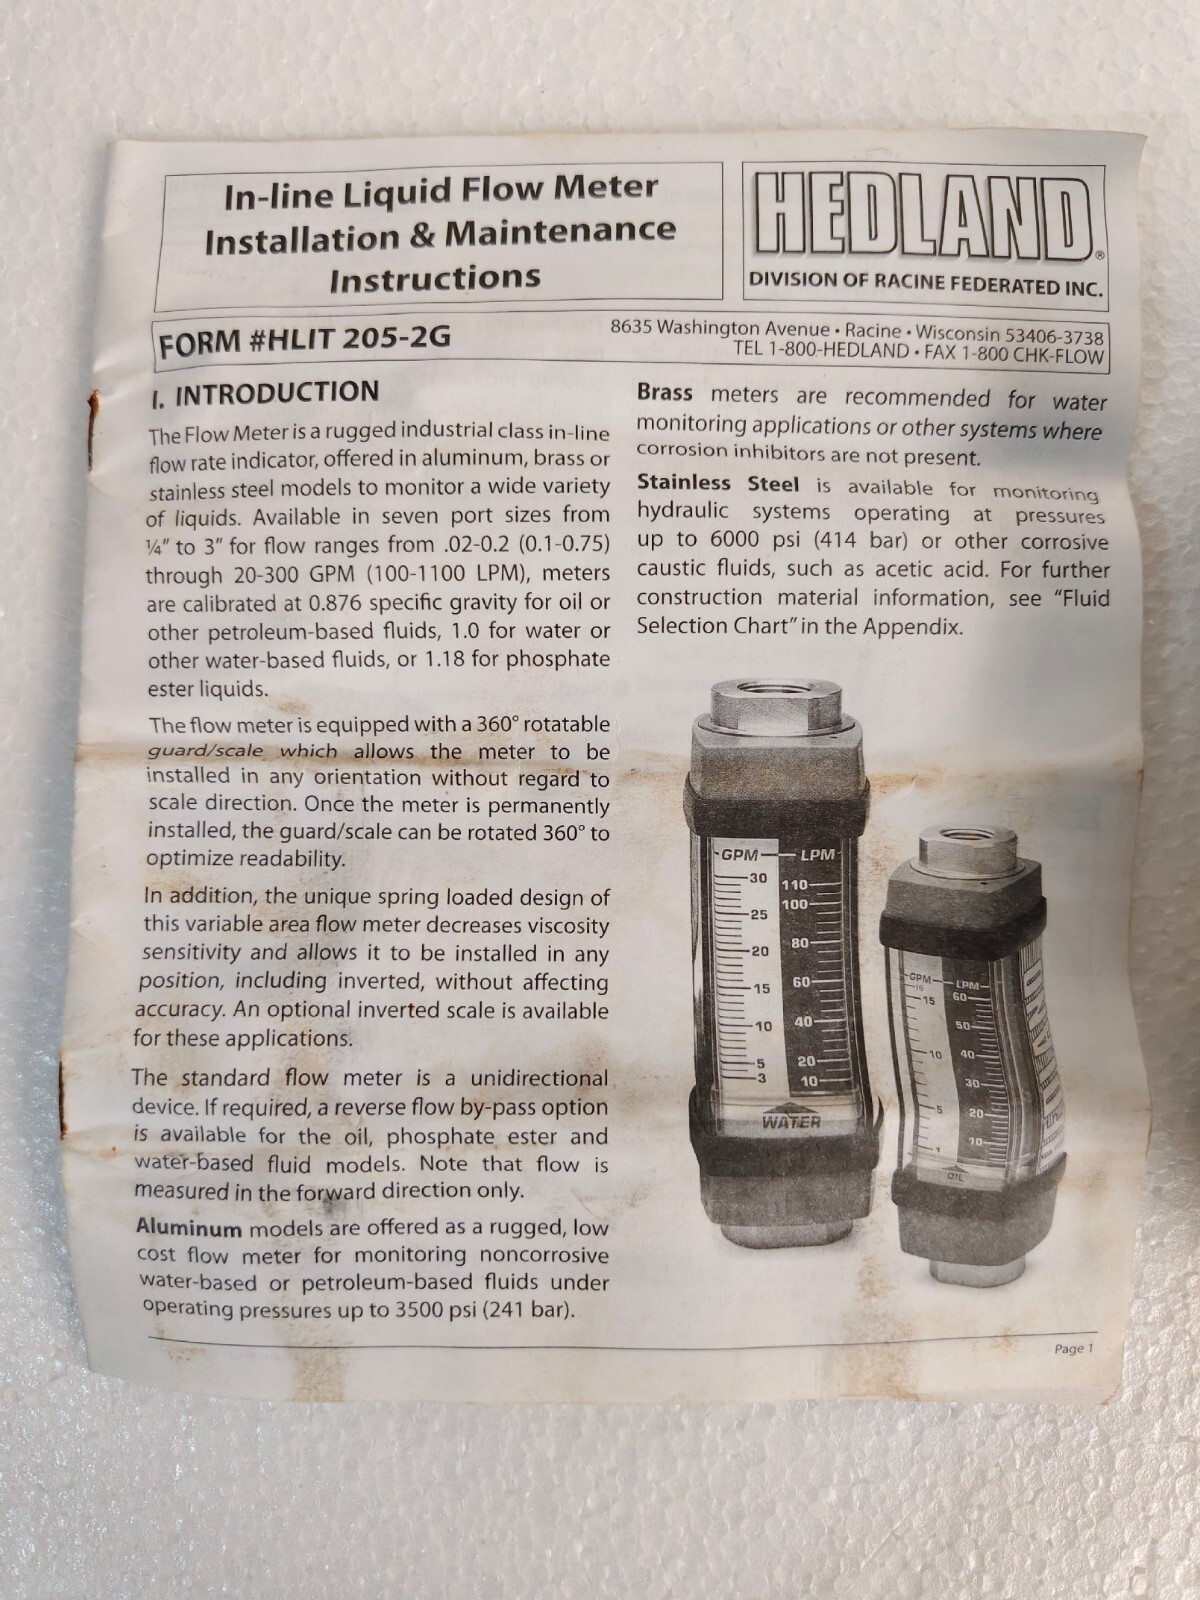 In-line Liquid Flow Meter
Installation & Maintenance
Instructions
HEDLAND®
DIVISION OF RACINE FEDERATED INC.
FORM #HLIT 205-2G
8635 Washington Avenue • Racine • Wisconsin 53406-3738
TEL 1-800-HEDLAND • FAX 1-800 CHK-FLOW
I. INTRODUCTION
The Flow Meter is a rugged industrial class in-line
flow rate indicator, offered in aluminum, brass or
stainless steel models to monitor a wide variety
of liquids. Available in seven port sizes from
¼" to 3" for flow ranges from .02-0.2 (0.1-0.75)
through 20-300 GPM (100-1100 LPM), meters
are calibrated at 0.876 specific gravity for oil or
other petroleum-based fluids, 1.0 for water or
other water-based fluids, or 1.18 for phosphate
ester liquids.
The flow meter is equipped with a 360° rotatable
guard/scale which allows the meter to be
installed in any orientation without regard to
scale direction. Once the meter is permanently
installed, the guard/scale can be rotated 360° to
optimize readability.
In addition, the unique spring loaded design of
this variable area flow meter decreases viscosity
sensitivity and allows it to be installed in any
position, including inverted, without affecting
accuracy. An optional inverted scale is available
for these applications.
The standard flow meter is a unidirectional
device. If required, a reverse flow by-pass option
is available for the oil, phosphate ester and
water-based fluid models. Note that flow is
measured in the forward direction only.
Aluminum models are offered as a rugged, low
cost flow meter for monitoring noncorrosive
water-based or petroleum-based fluids under
operating pressures up to 3500 psi (241 bar).
Brass meters are recommended for water
monitoring applications or other systems where
corrosion inhibitors are not present.
Stainless Steel is available for monitoring
hydraulic systems operating at pressures
up to 6000 psi (414 bar) or other corrosive
caustic fluids, such as acetic acid. For further
construction material information, see "Fluid
Selection Chart" in the Appendix.
GPM LPM
30 110
100
25
80
20
60
15
40
10
20
5
3 10
WATER
GPM LPM
16
15 60
50
10 40
30
5 20
10
1
OIL
Page 1